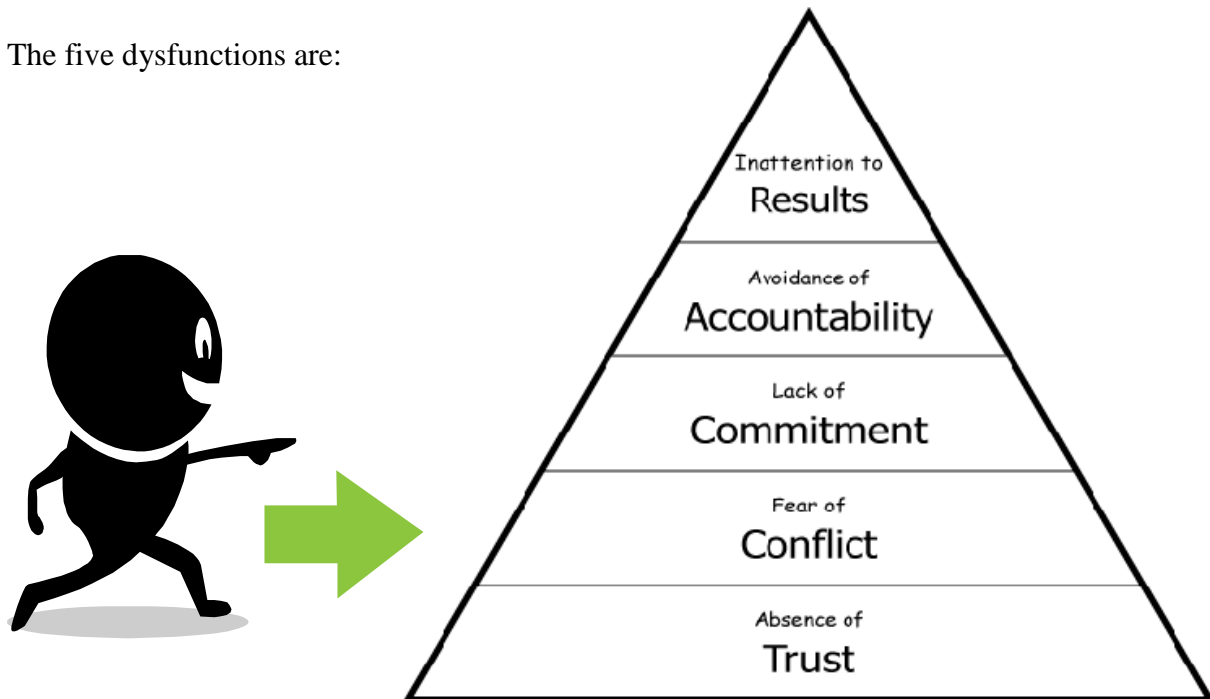 The five dysfunctions are:
Inattention to
Results
Avoidance of
Accountability
Lack of
Commitment
Fear of
Conflict
Absence of
Trust